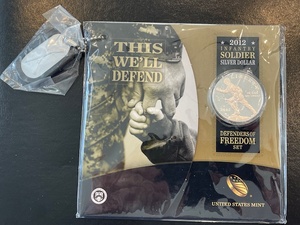 THIS
WE'LL
DEFEND
2012
INFANTRY
SOLDIER
SILVER DOLLAR
DEFENDERS OF
FREEDOM
SET
UNITED STATES MINT